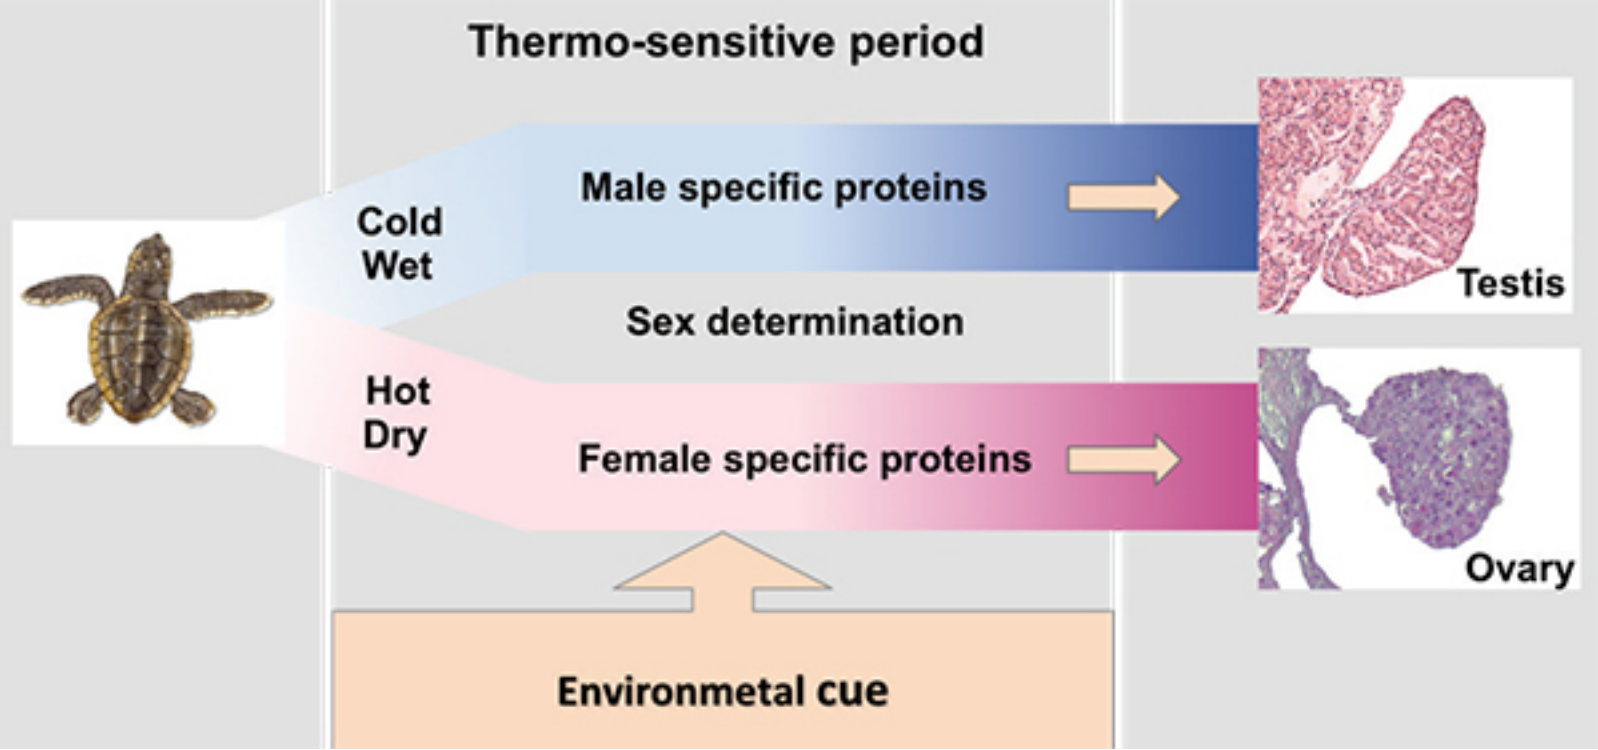 Thermo-sensitive period
Cold
Wet
Male specific proteins
Testis
Sex determination
Hot
Dry
Female specific proteins
Ovary
Environmetal cue